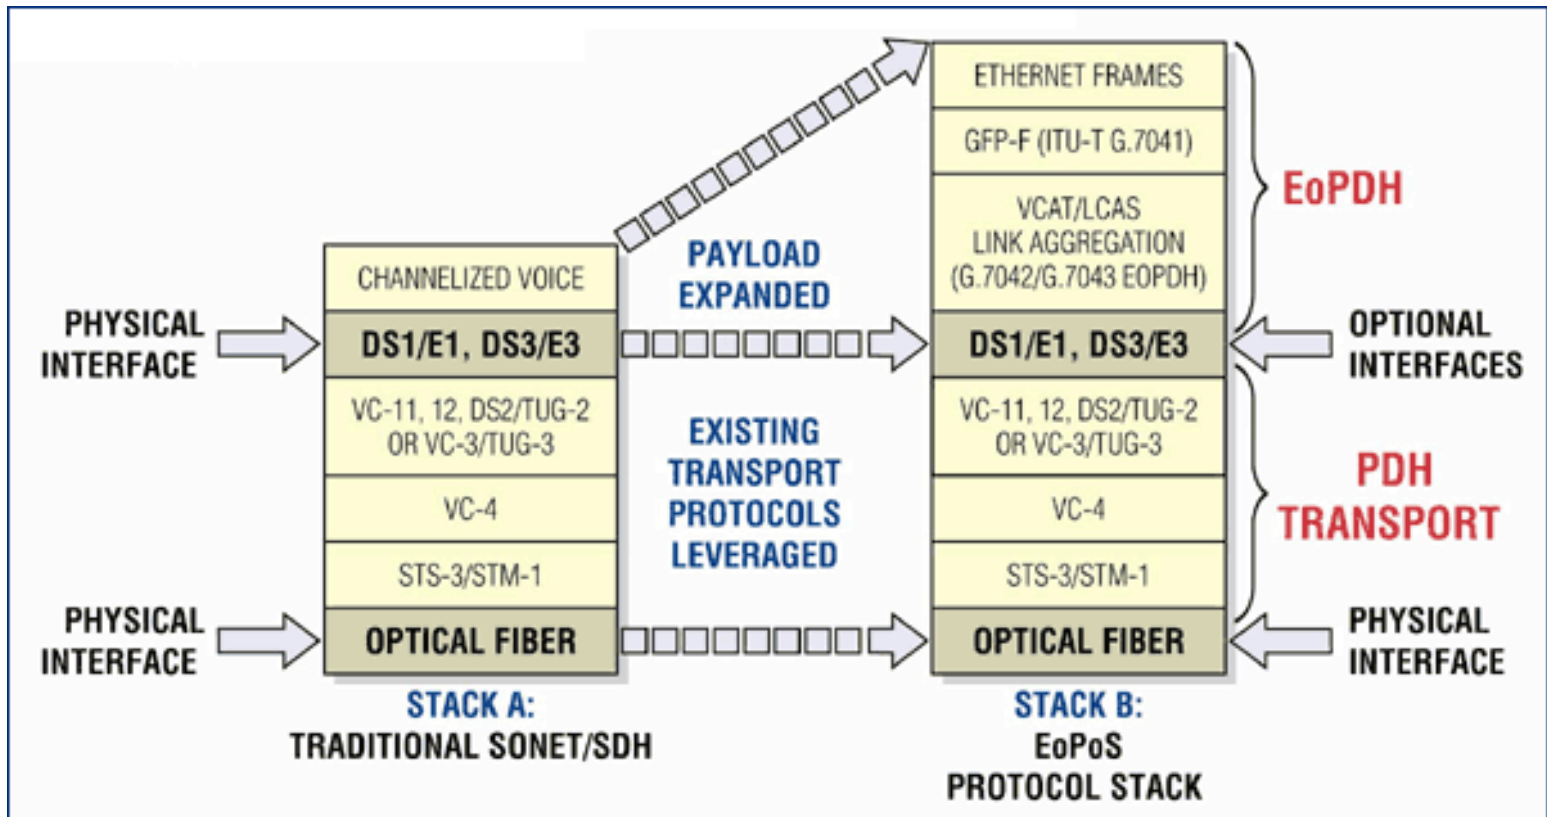 CHANNELIZED VOICE
DS1/E1, DS3/E3
VC-11, 12, DS2/TUG-2
OR VC-3/TUG-3
VC-4
STS-3/STM-1
OPTICAL FIBER
PHYSICAL
INTERFACE
PHYSICAL
INTERFACE
STACK A:
TRADITIONAL SONET/SDH
PAYLOAD
EXPANDED
EXISTING
TRANSPORT
PROTOCOLS
LEVERAGED
ETHERNET FRAMES
GFP-F (ITU-T G.7041)
VCAT/LCAS
LINK AGGREGATION
(G.7042/G.7043 EOPDH)
DS1/E1, DS3/E3
VC-11, 12, DS2/TUG-2
OR VC-3/TUG-3
VC-4
STS-3/STM-1
OPTICAL FIBER
STACK B:
EoPoS
PROTOCOL STACK
EoPDH
OPTIONAL
INTERFACES
PDH
TRANSPORT
PHYSICAL
INTERFACE